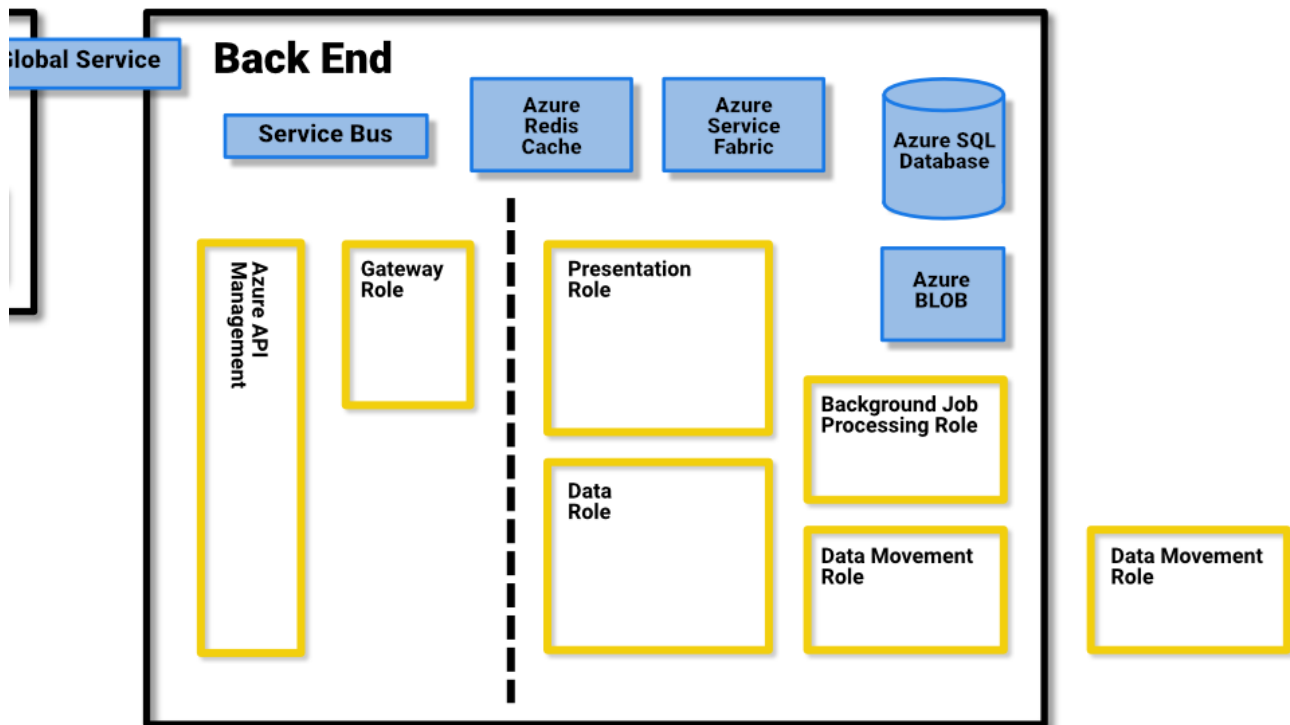 Global Service
Back End
Service Bus
Azure
Redis
Cache
Azure
Service
Fabric
Azure SQL
Database
Azure API
Management
Gateway
Role
Presentation
Role
Azure
BLOB
Background Job
Processing Role
Data
Role
Data Movement
Role
Data Movement
Role